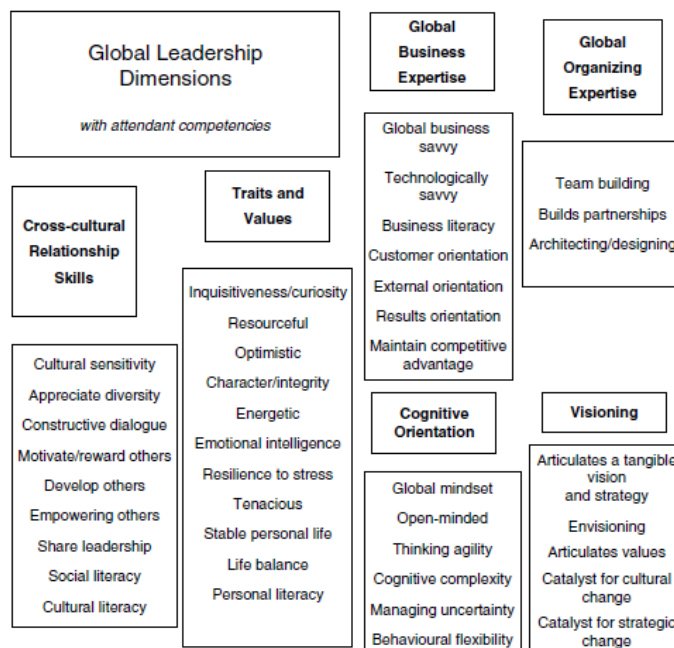 Global Leadership
Dimensions
with attendant competencies
Cross-cultural
Relationship
Skills
Cultural sensitivity
Appreciate diversity
Constructive dialogue
Motivate/reward others
Develop others
Empowering others
Share leadership
Social literacy
Cultural literacy
Traits and
Values
Inquisitiveness/curiosity
Resourceful
Optimistic
Character/integrity
Energetic
Emotional intelligence
Resilience to stress
Tenacious
Stable personal life
Life balance
Personal literacy
Global
Business
Expertise
Global business
savvy
Technologically
savvy
Business literacy
Customer orientation
External orientation
Results orientation
Maintain competitive
advantage
Cognitive
Orientation
Global mindset
Open-minded
Thinking agility
Cognitive complexity
Managing uncertainty
Behavioural flexibility
Global
Organizing
Expertise
Team building
Builds partnerships
Architecting/designing
Visioning
Articulates a tangible
vision
and strategy
Envisioning
Articulates values
Catalyst for cultural
change
Catalyst for strategic
change